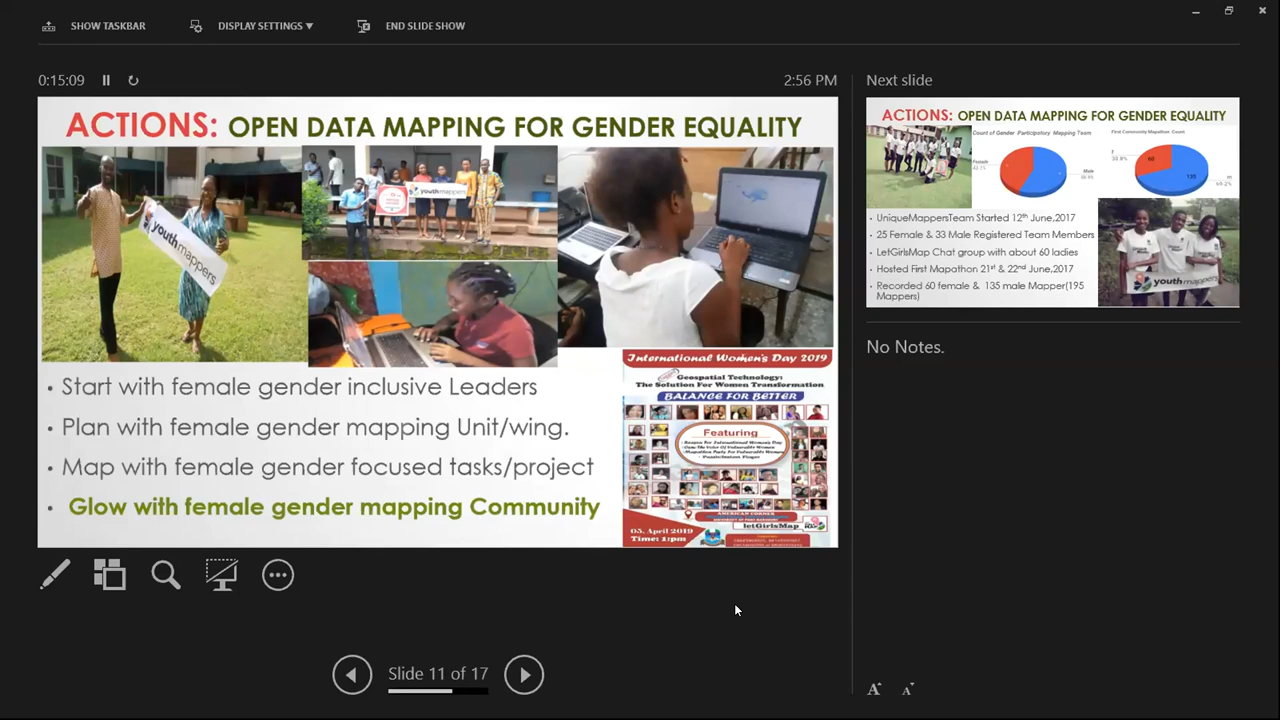 SHOW TASKBAR
DISPLAY SETTINGS ▼
END SLIDE SHOW
0:15:09
2:56 PM
ACTIONS: OPEN DATA MAPPING FOR GENDER EQUALITY
youthmappers
youthmappers
• Start with female gender inclusive Leaders
• Plan with female gender mapping Unit/wing.
• Map with female gender focused tasks/project
• Glow with female gender mapping Community
International Women's Day 2019
Geospatial Technology:
The Solution For Women Transformation
BALANCE FOR BETTER
Featuring
AMERICAN CORNER
letGirlsMap
05, April 2019
Time: 1:pm
Slide 11 of 17
Next slide
ACTIONS: OPEN DATA MAPPING FOR GENDER EQUALITY
Count of Gender Participatory Mapping Team
Female
Male
First Community Mapathon Count
60
135
• UniqueMappersTeam Started 12th June,2017
• 25 Female & 33 Male Registered Team Members
• LetGirlsMap Chat group with about 60 ladies
• Hosted First Mapathon 21st & 22nd June,2017
• Recorded 60 female & 135 male Mapper(195
Mappers)
youthmappers
No Notes.
A A